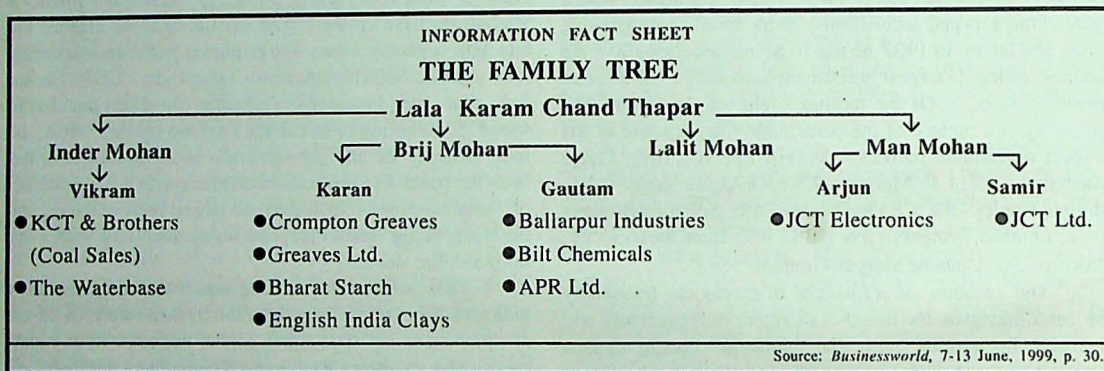 INFORMATION FACT SHEET
THE FAMILY TREE
Lala Karam Chand Thapar
Inder Mohan
Brij Mohan
Lalit Mohan
Man Mohan
Vikram
Karan
Gautam
Arjun
Samir
●KCT & Brothers
(Coal Sales)
●The Waterbase
●Crompton Greaves
●Greaves Ltd.
●Bharat Starch
●English India Clays
●Ballarpur Industries
●Bilt Chemicals
●APR Ltd.
●JCT Electronics
●JCT Ltd.
Source: Businessworld, 7-13 June, 1999, p. 30.